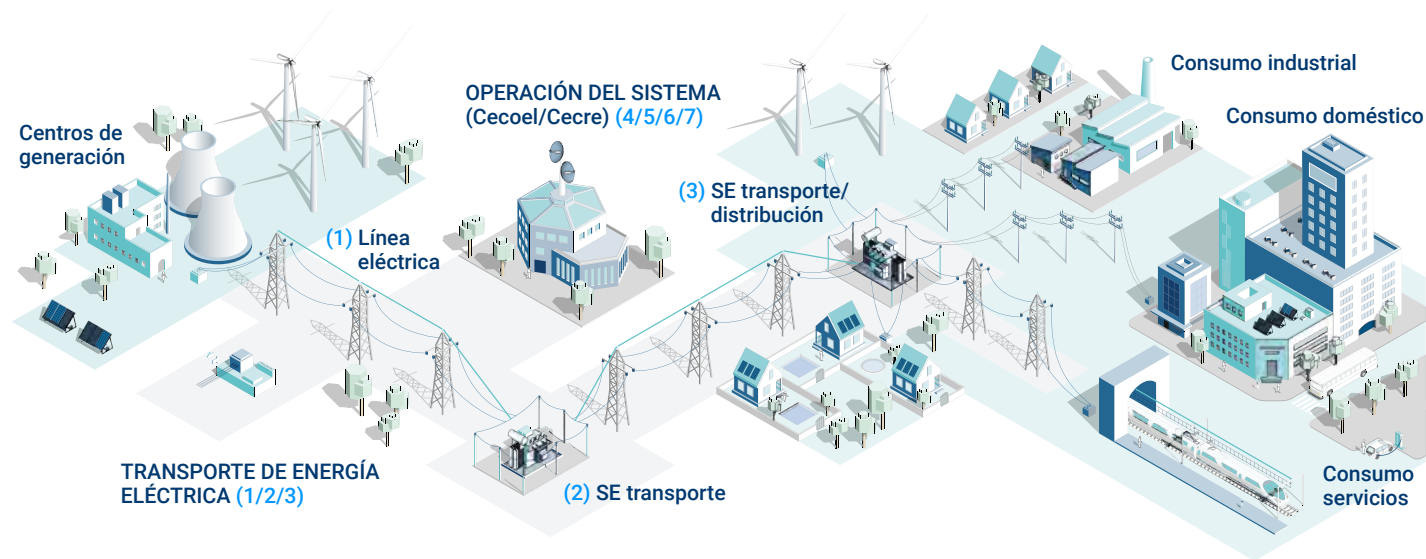 Centros de
generación
OPERACIÓN DEL SISTEMA
(Cecoel/Cecre) (4/5/6/7)
Consumo industrial
Consumo doméstico
(3) SE transporte/
distribución
(1) Línea
eléctrica
TRANSPORTE DE ENERGÍA
ELÉCTRICA (1/2/3)
(2) SE transporte
Consumo
servicios